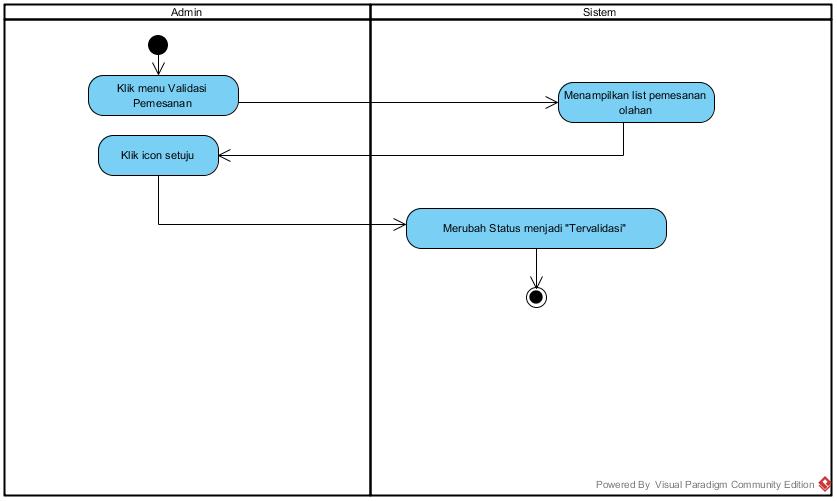 Admin
Sistem
Klik menu Validasi
Pemesanan
Menampilkan list pemesanan
olahan
Klik icon setuju
Merubah Status menjadi "Tervalidasi"
Powered By Visual Paradigm Community Edition